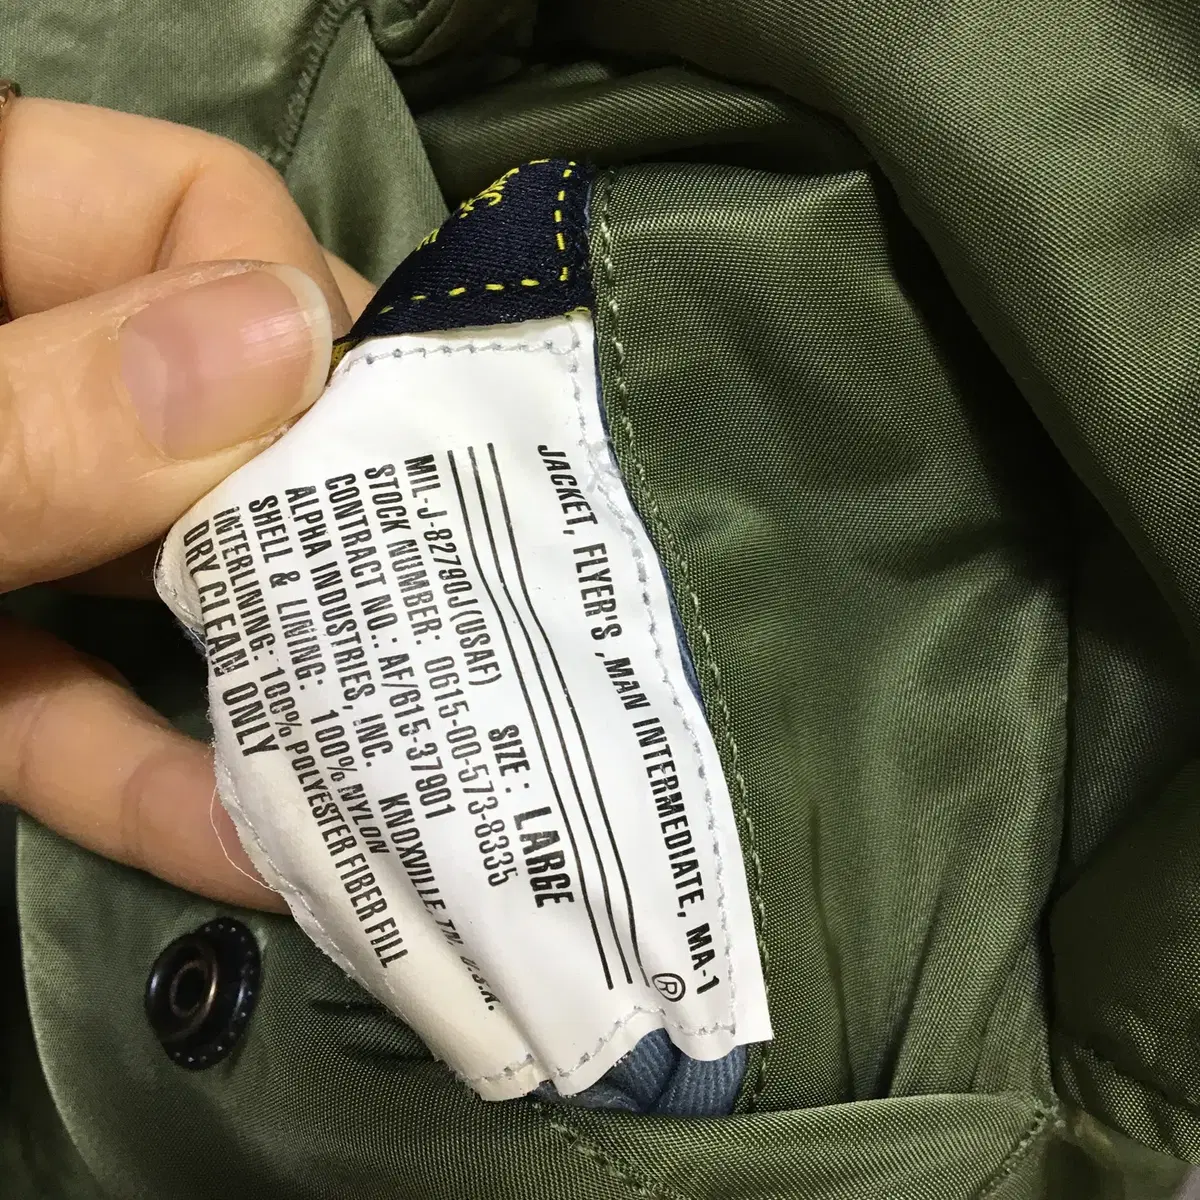 JACKET, FLYER'S ,MAN INTERMEDIATE, MA-1
®
SIZE : LARGE
MIL-J-82790J(USAF)
STOCK NUMBER: 0615-00-573-8335
CONTRACT NO.: AF/615-37901
ALPHA INDUSTRIES, INC. KNOXVILLE, TN. U.S.A.
SHELL & LINING: 100% NYLON
INTERLINING: 100% POLYESTER FIBER FILL
DRY CLEAN ONLY